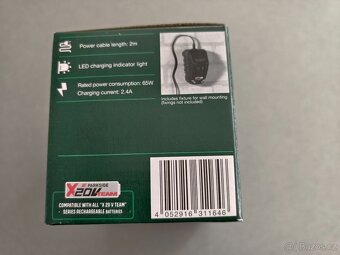 Power cable length: 2m
LED charging indicator light
Rated power consumption: 65W
Charging current: 2.4A
Includes fixture for wall mounting
(fixings not included)
PARKSIDE
X20V
TEAM
COMPATIBLE WITH ALL "X 20 V TEAM"
SERIES RECHARGEABLE BATTERIES
4 052916 311646